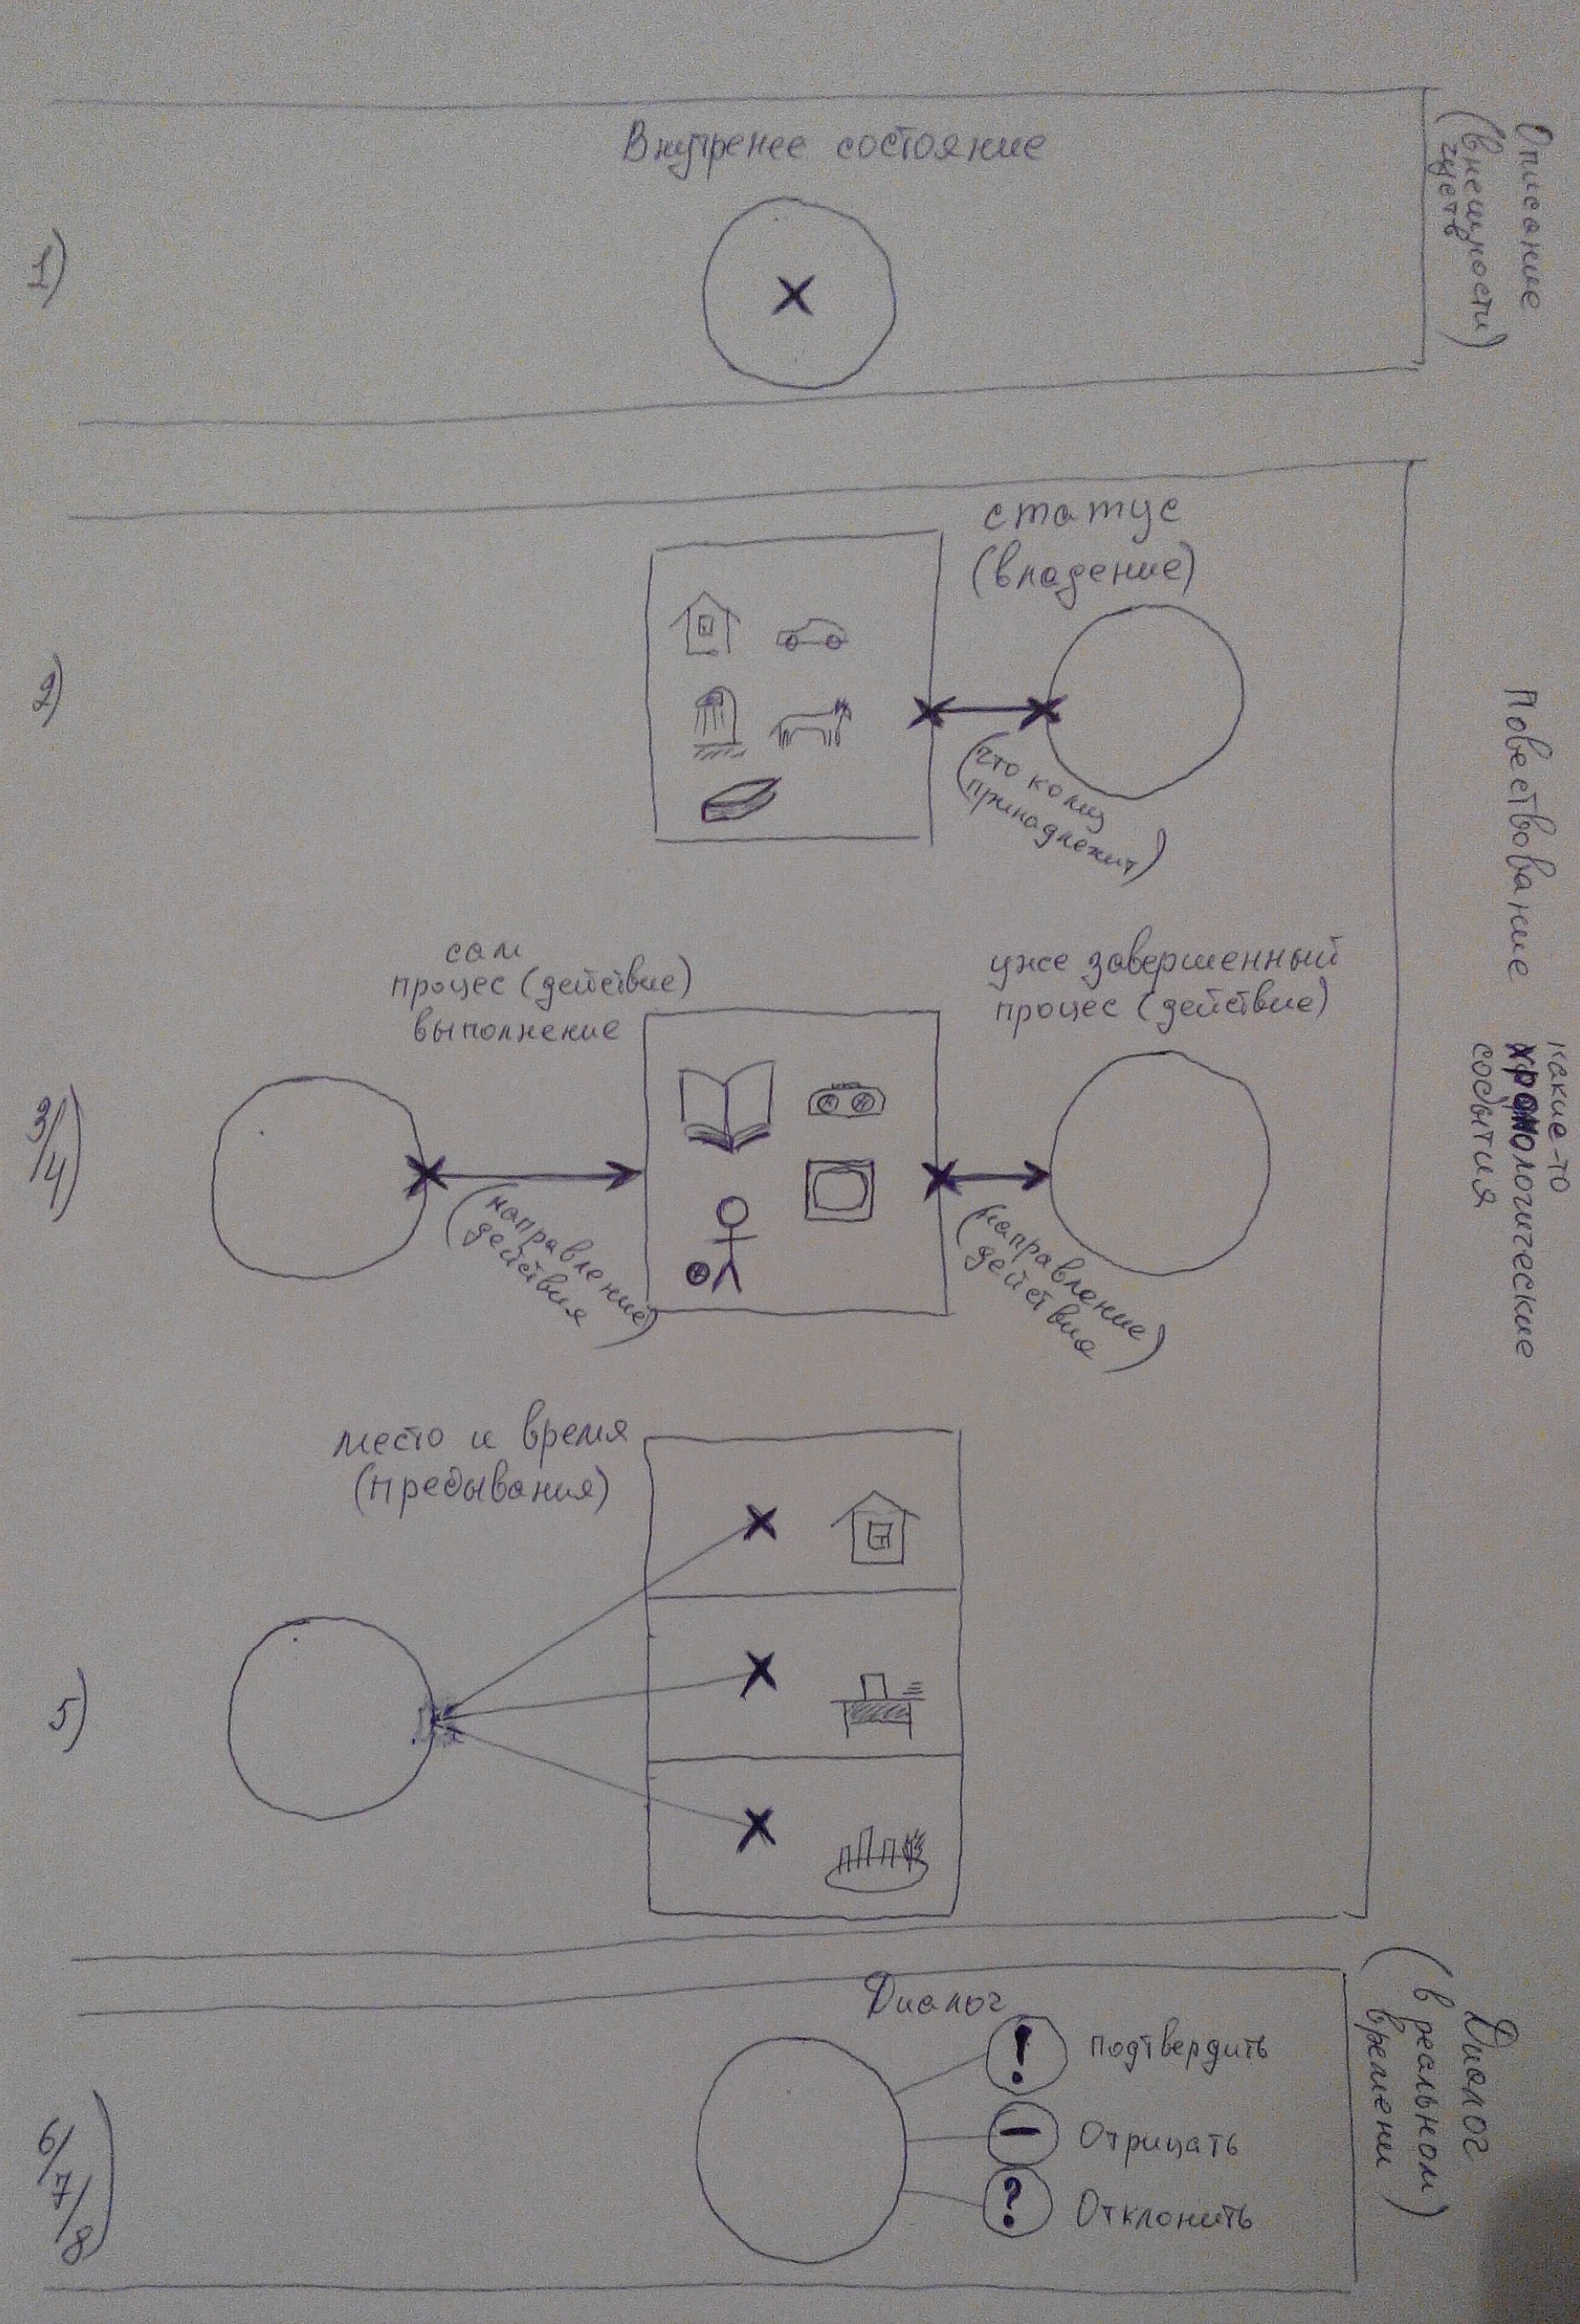 1)
Внутренее состояние
Описание
(внешности)
чуств
2)
статус
(владение)
(что кому
принадлежит)
Повествование
какие-то
хронологические
события
3/4)
сам
процес (действие)
выполнение
(направление
действия)
уже завершенный
процес (действие)
(направление
действия)
5)
место и время
(пребывания)
6/7/8)
Диалог
! подтвердить
− Отрицать
? Отклонить
Диалог
(в реальном
времени)